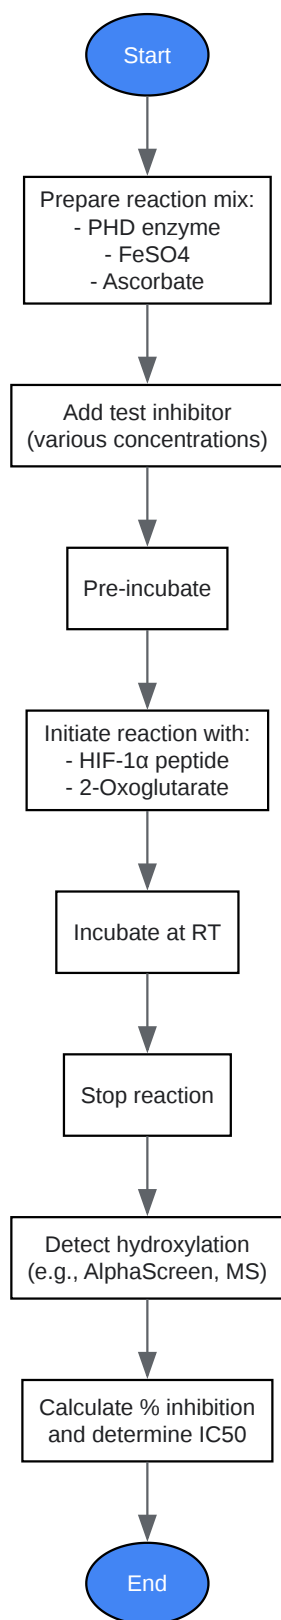 Start
Prepare reaction mix:
- PHD enzyme
- FeSO4
- Ascorbate
Add test inhibitor
(various concentrations)
Pre-incubate
Initiate reaction with:
- HIF-1α peptide
- 2-Oxoglutarate
Incubate at RT
Stop reaction
Detect hydroxylation
(e.g., AlphaScreen, MS)
Calculate % inhibition
and determine IC50
End